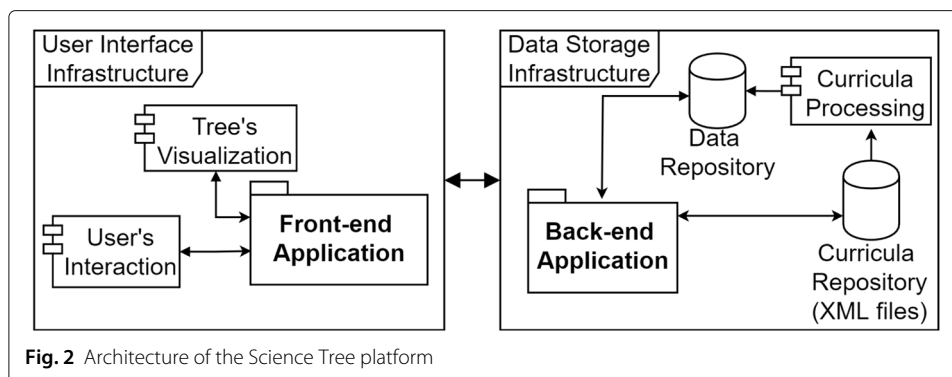 User Interface
Infrastructure
Tree's
Visualization
User's
Interaction
Front-end
Application
Data Storage
Infrastructure
Data
Repository
Curricula
Processing
Back-end
Application
Curricula
Repository
(XML files)
Fig. 2 Architecture of the Science Tree platform